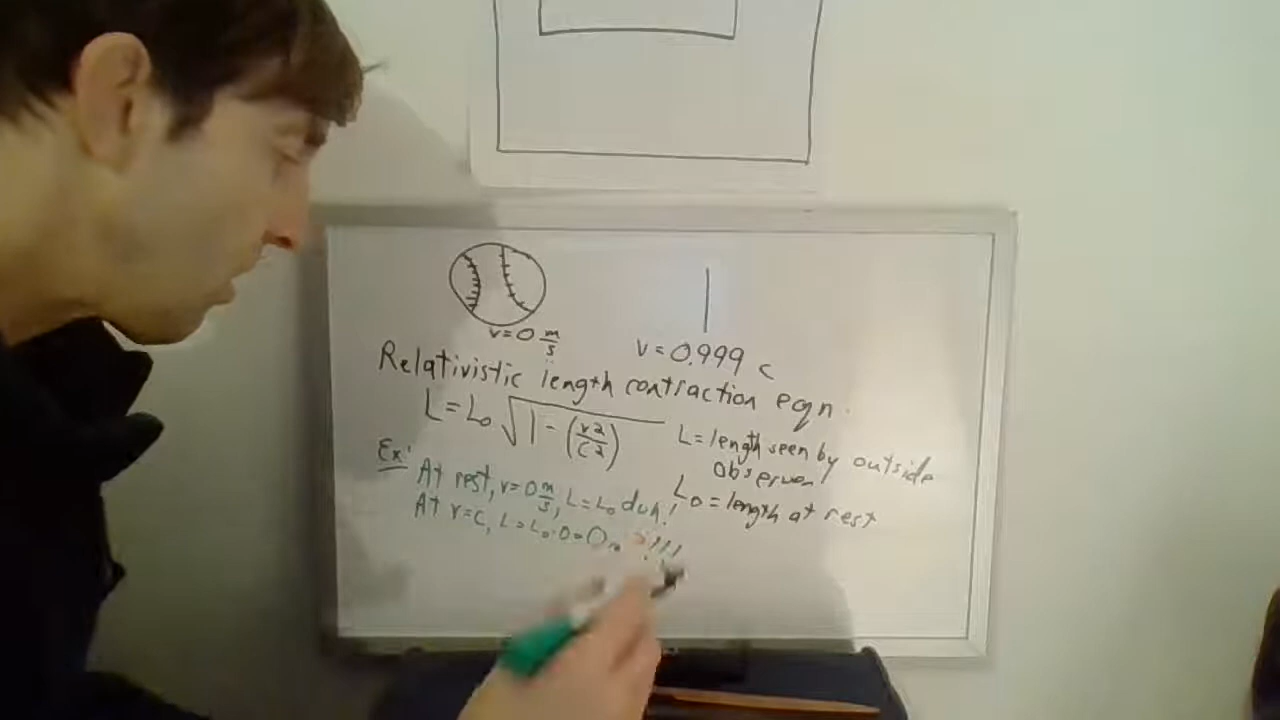 v = 0 m/s
v = 0.999 c
Relativistic length contraction eqn.
L = L₀ √1 - (v2/c2)
L = length seen by outside
observer!
L₀ = length at rest
Ex:
At rest, v = 0 m/s, L = L₀ duh!
At v = c, L = L₀·0 = 0m !!!